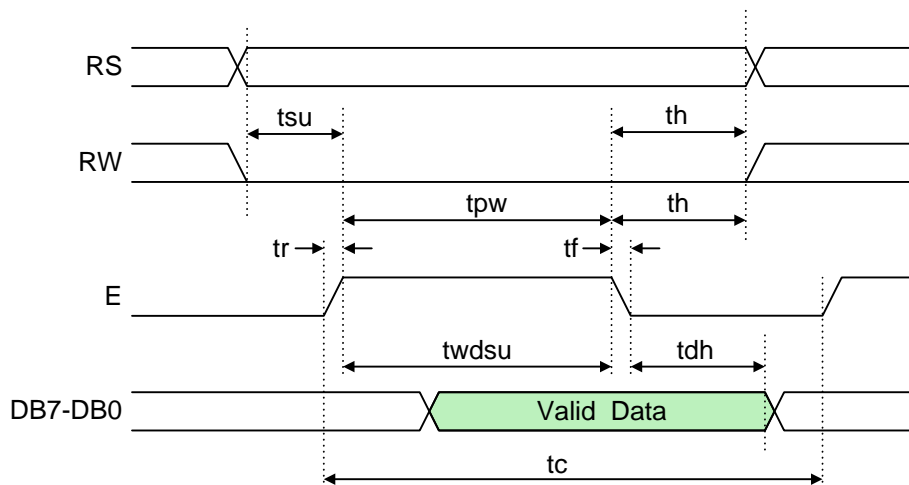 RS
tsu
th
RW
tpw
th
tr
tf
E
twdsu
tdh
DB7-DB0
Valid Data
tc